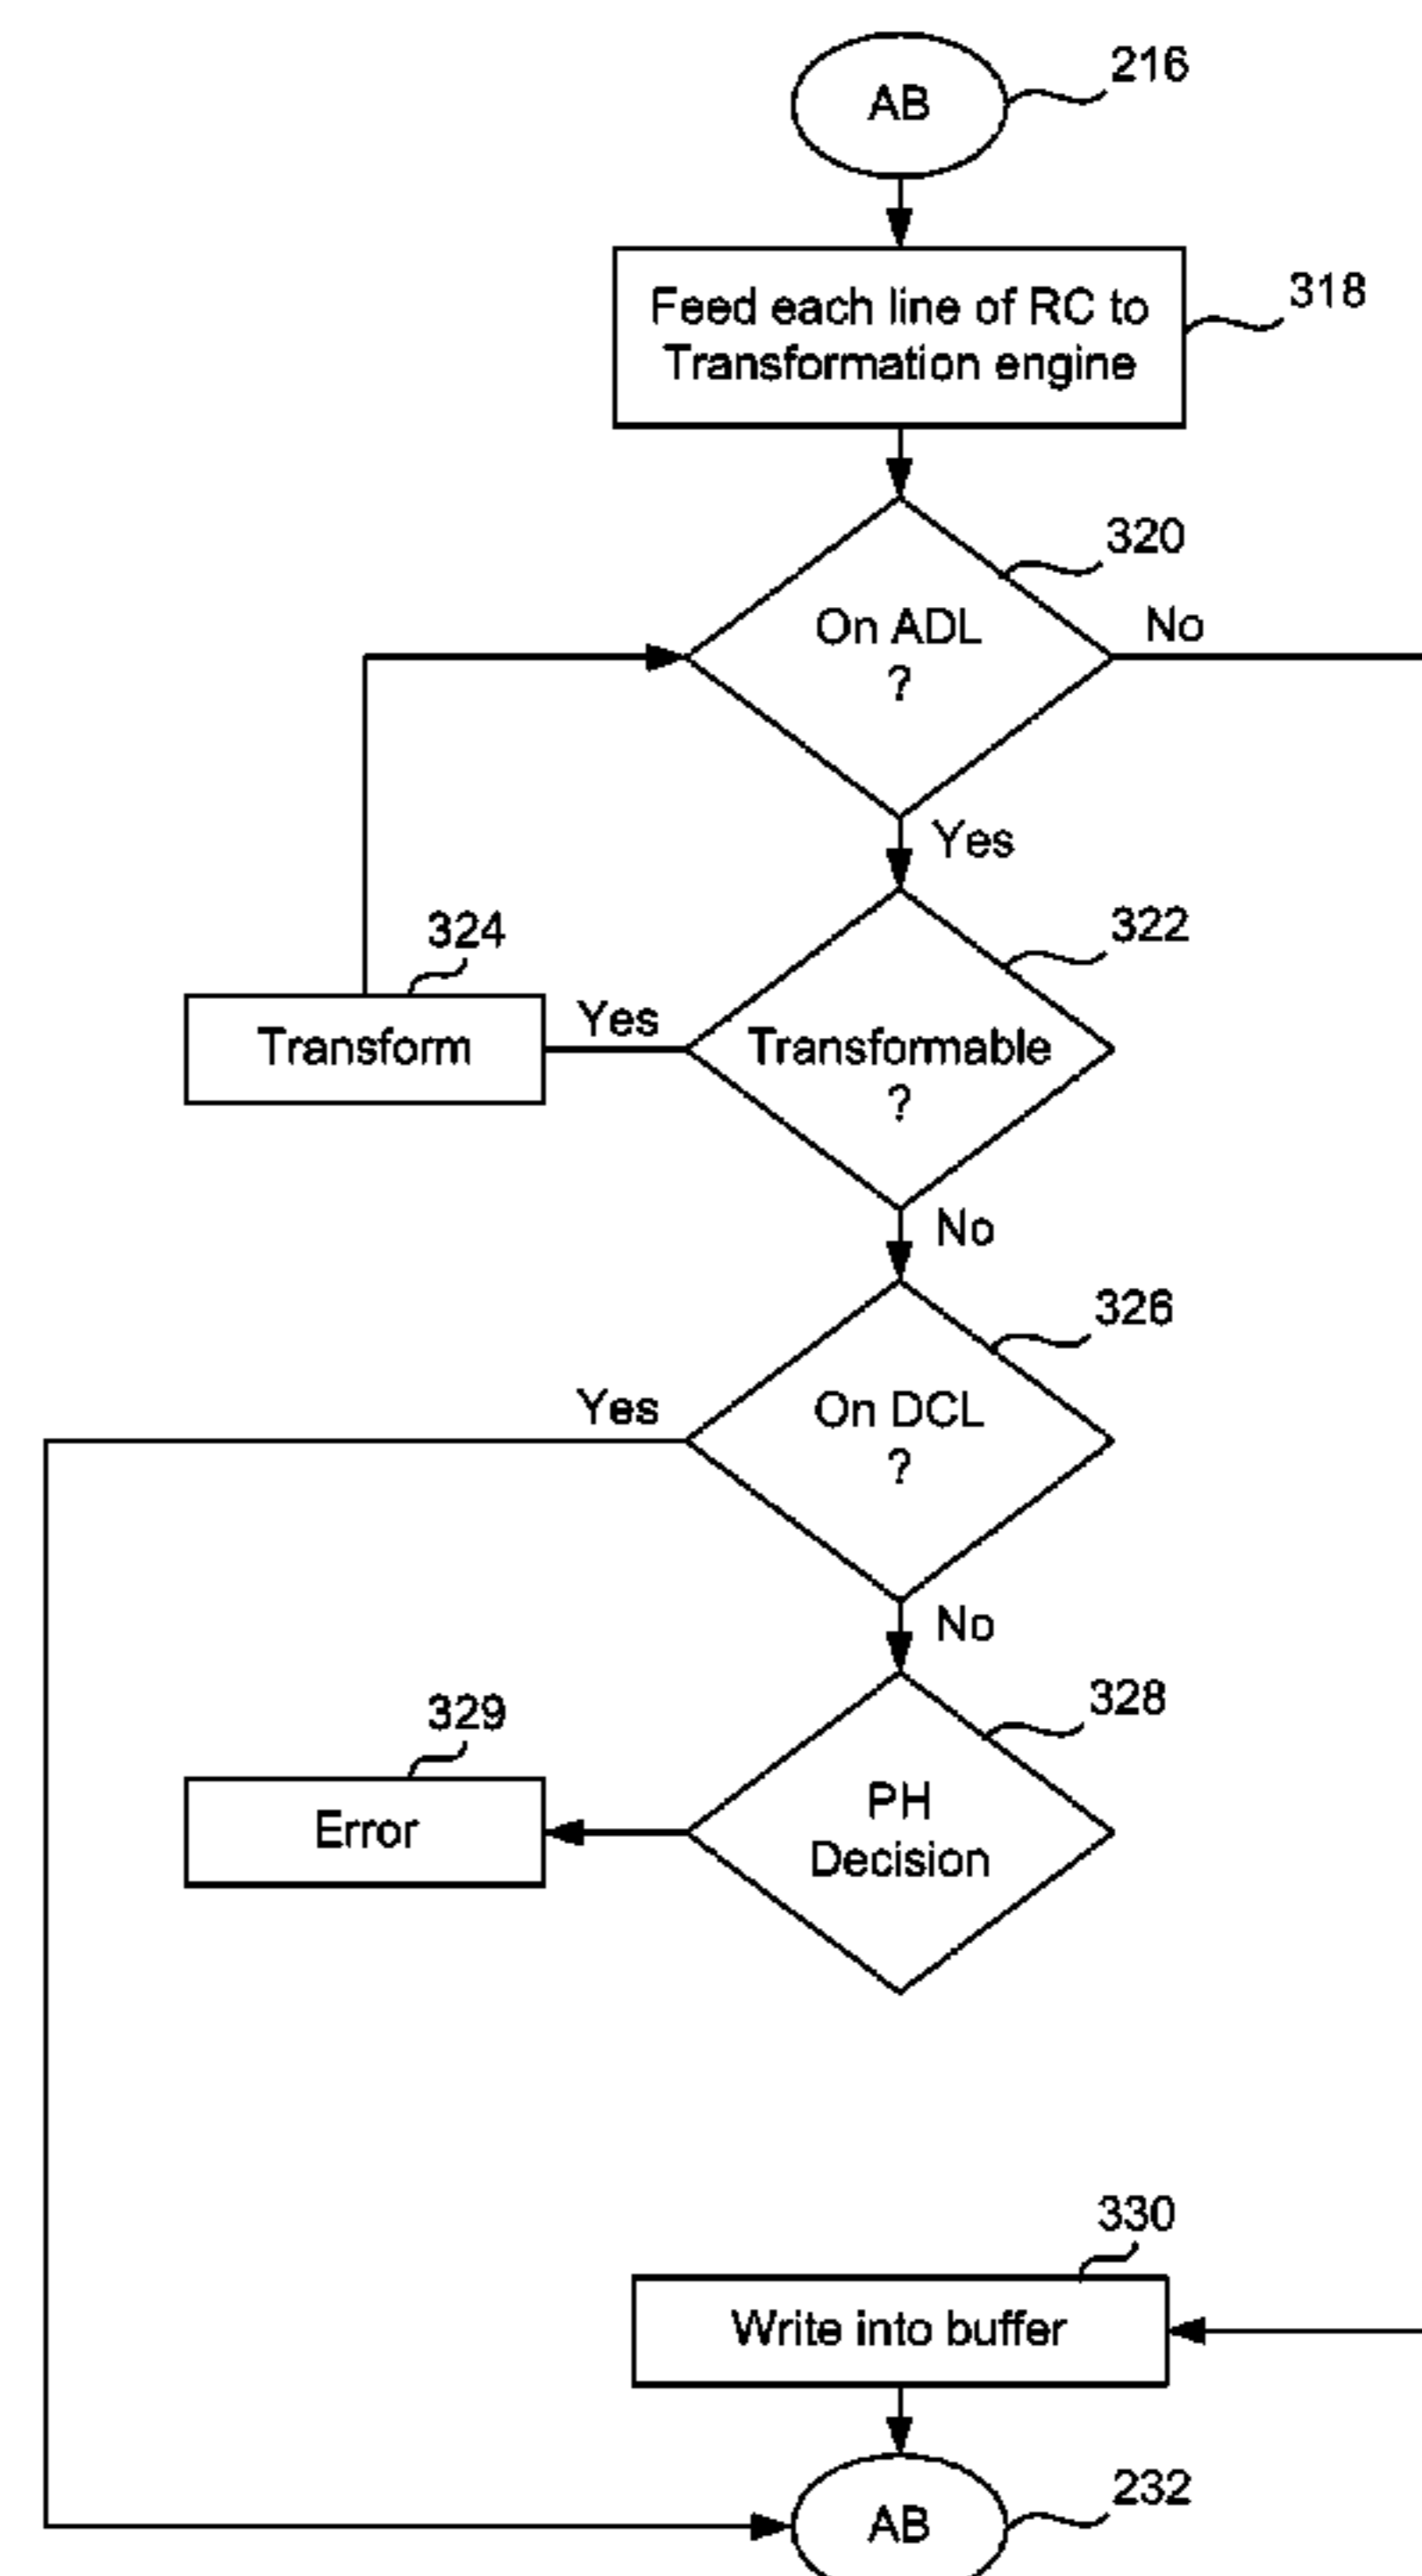 AB
216
Feed each line of RC to
Transformation engine
318
320
On ADL
?
No
Yes
322
324
Transform
Yes
Transformable
?
No
326
Yes
On DCL
?
No
328
329
Error
PH
Decision
330
Write into buffer
232
AB